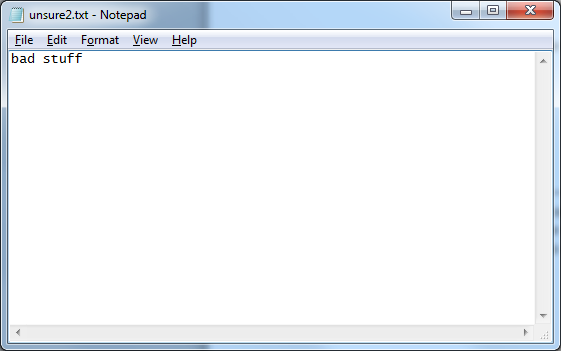 unsure2.txt - Notepad
File Edit Format View Help
bad stuff